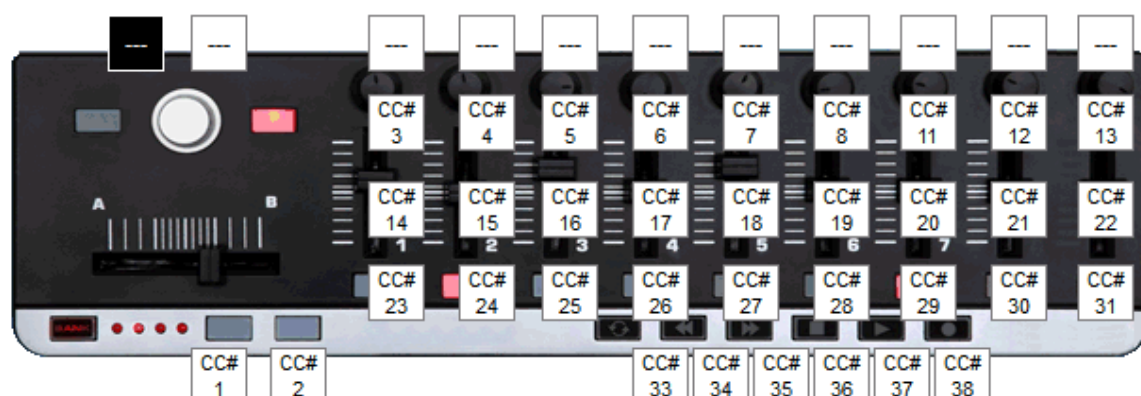 --- --- --- --- --- --- --- --- --- --- ---
CC# 3 CC# 4 CC# 5 CC# 6 CC# 7 CC# 8 CC# 11 CC# 12 CC# 13
A B
CC# 14 CC# 15 CC# 16 CC# 17 CC# 18 CC# 19 CC# 20 CC# 21 CC# 22
1 2 3 4 5 6 7
CC# 23 CC# 24 CC# 25 CC# 26 CC# 27 CC# 28 CC# 29 CC# 30 CC# 31
BANK
CC# 1 CC# 2 CC# 33 CC# 34 CC# 35 CC# 36 CC# 37 CC# 38